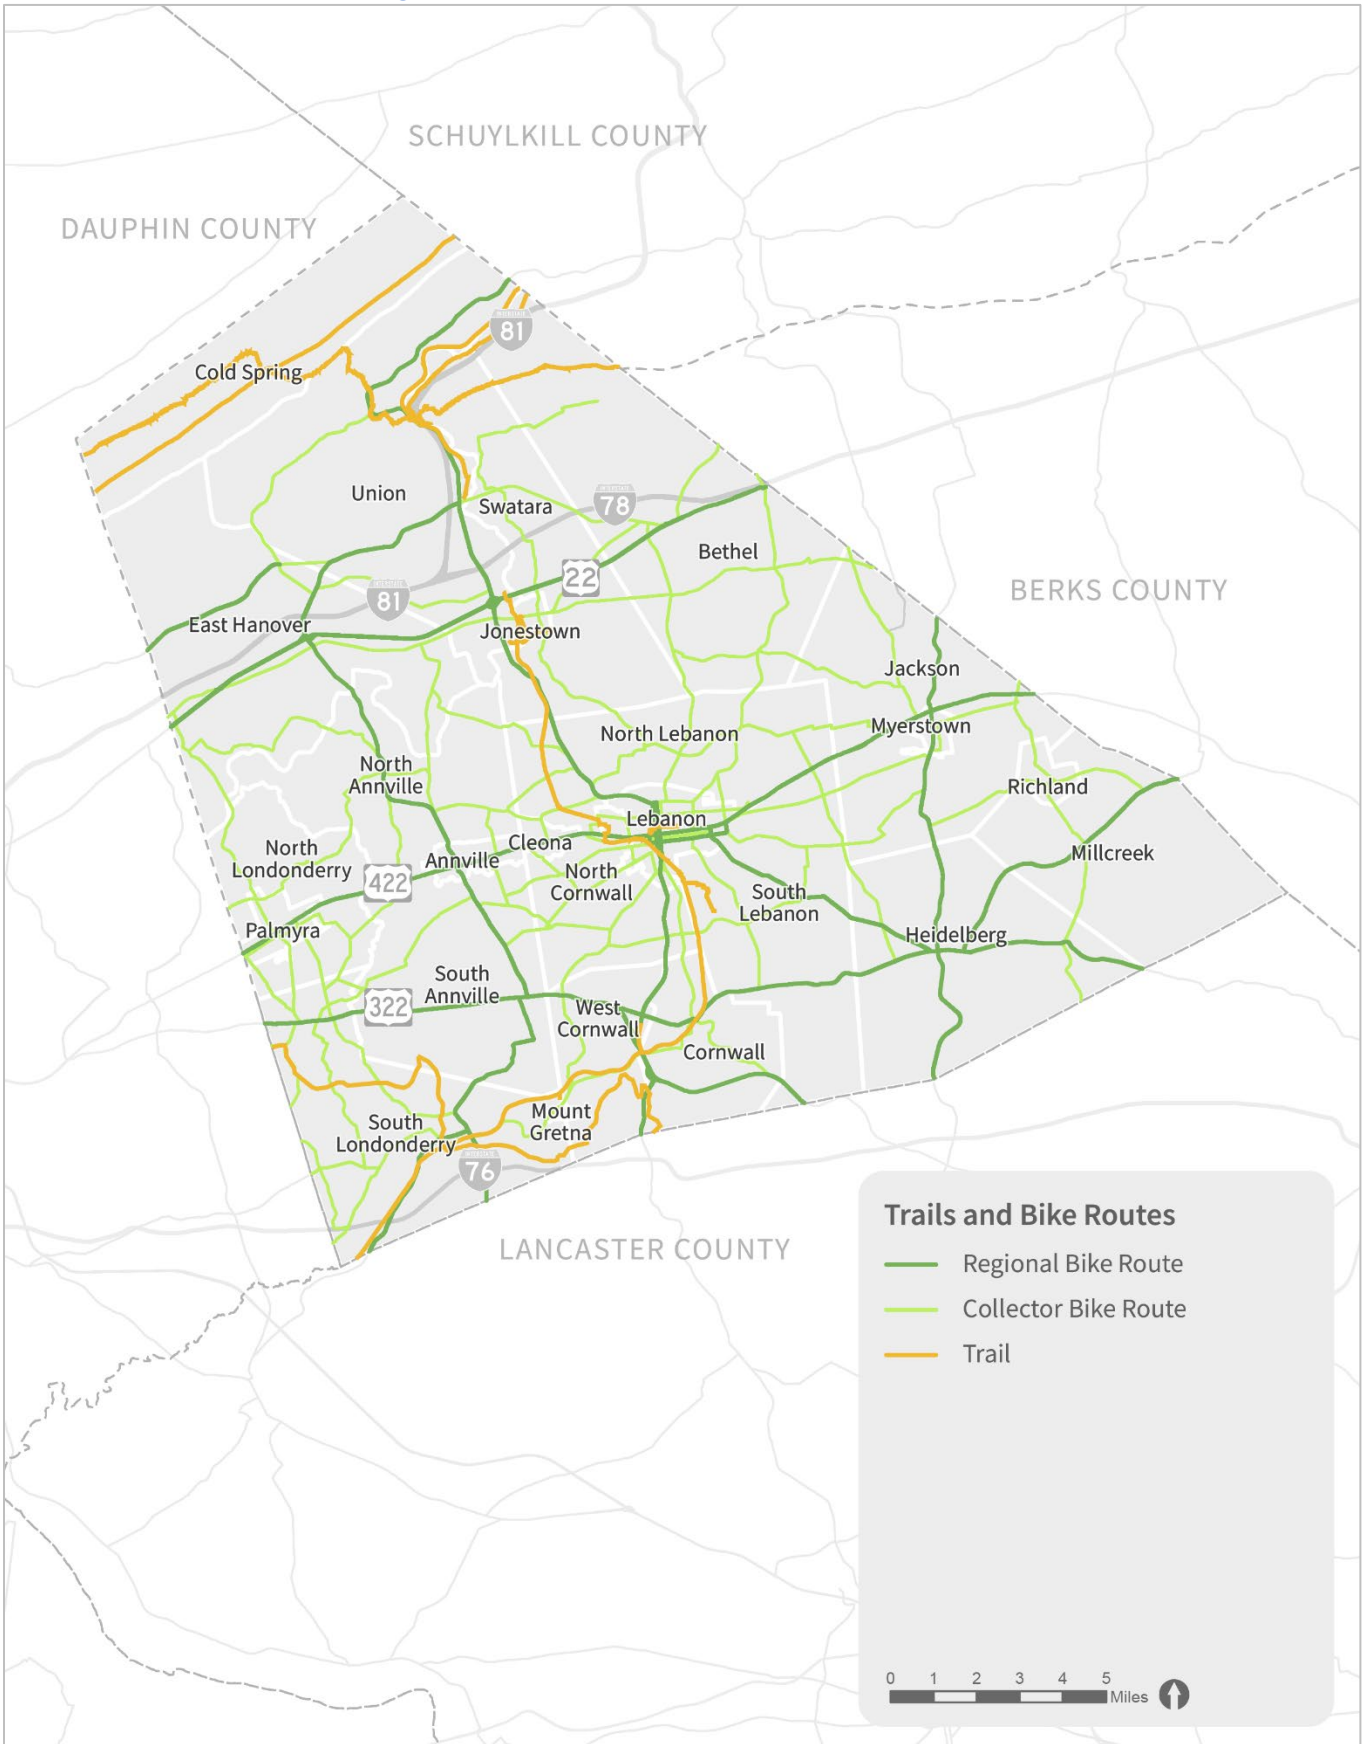 SCHUYLKILL COUNTY
DAUPHIN COUNTY
81
Cold Spring
Union
Swatara
78
Bethel
22
BERKS COUNTY
81
East Hanover
Jonestown
Jackson
Myerstown
North Lebanon
North
Annville
Richland
Lebanon
Cleona
North
Londonderry
Annville
Millcreek
422
North
Cornwall
South
Lebanon
Palmyra
Heidelberg
South
Annville
322
West
Cornwall
Cornwall
South
Londonderry
Mount
Gretna
76
LANCASTER COUNTY
Trails and Bike Routes
Regional Bike Route
Collector Bike Route
Trail
0 1 2 3 4 5
Miles